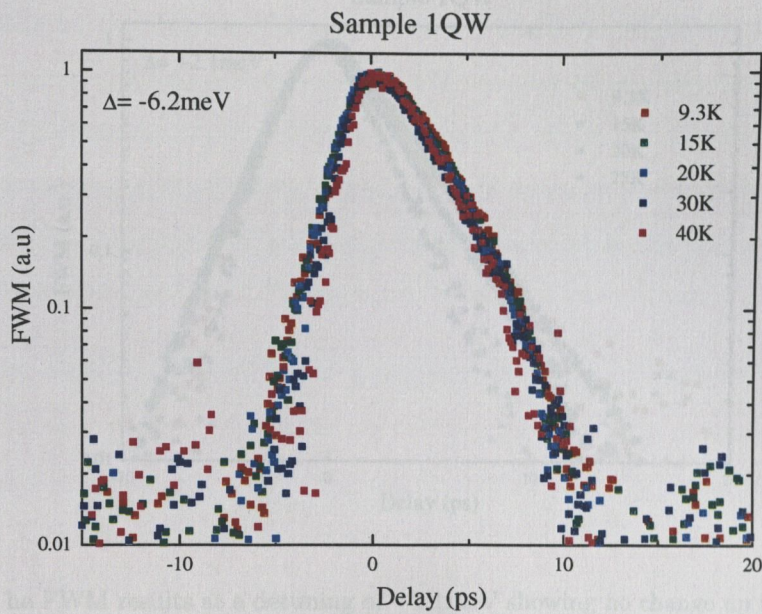 Sample 1QW
1
Δ= -6.2meV
9.3K
15K
20K
30K
40K
FWM (a.u)
0.1
0.01
-10
0
10
20
Delay (ps)